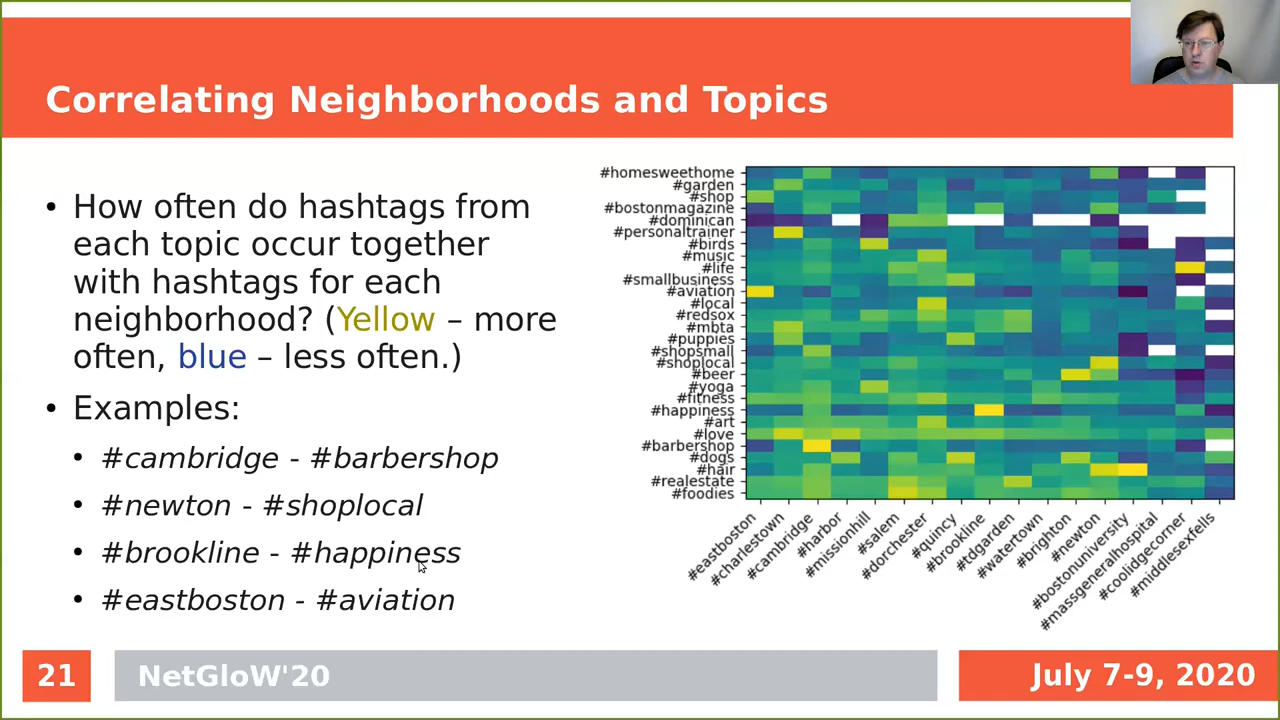 Correlating Neighborhoods and Topics
• How often do hashtags from
each topic occur together
with hashtags for each
neighborhood? (Yellow – more
often, blue – less often.)
• Examples:
• #cambridge - #barbershop
• #newton - #shoplocal
• #brookline - #happiness
• #eastboston - #aviation
#homesweethome
#garden
#shop
#bostonmagazine
#dominican
#personaltrainer
#birds
#music
#life
#smallbusiness
#aviation
#local
#redsox
#mbta
#puppies
#shopsmall
#shoplocal
#beer
#yoga
#fitness
#happiness
#art
#love
#barbershop
#dogs
#hair
#realestate
#foodies
#eastboston
#charlestown
#cambridge
#harbor
#missionhill
#salem
#dorchester
#quincy
#brookline
#tdgarden
#watertown
#brighton
#newton
#bostonuniversity
#massgeneralhospital
#coolidgecorner
#middlesexfells
21
NetGloW'20
July 7-9, 2020